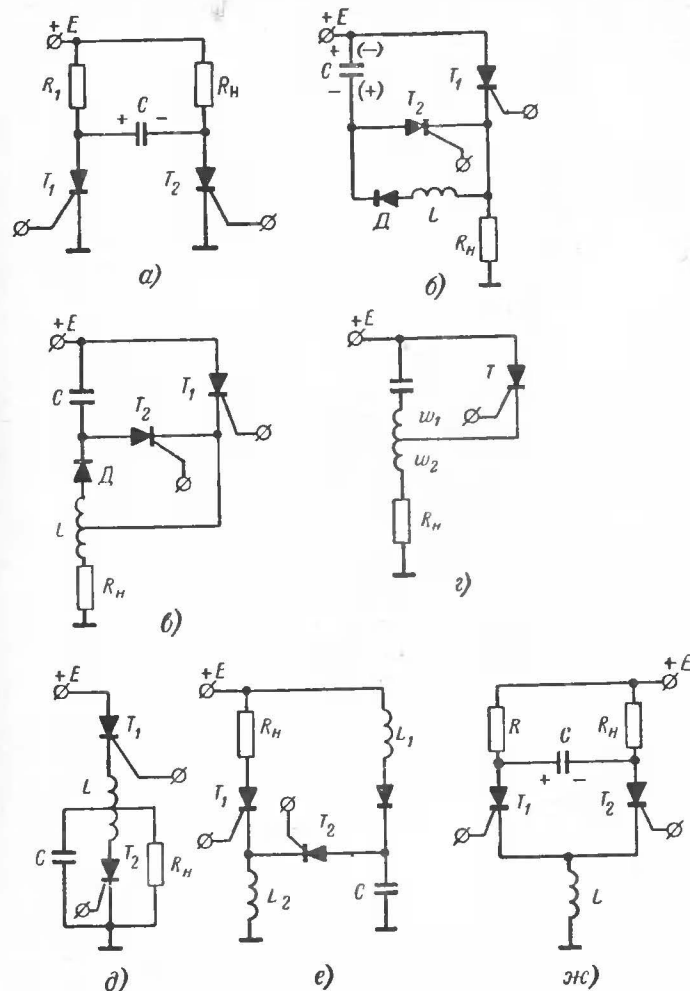 +E
R₁
C
Rн
+ −
T₁
T₂
а)
+E
+ (−)
C
− (+)
T₁
T₂
Д
L
Rн
б)
+E
C
T₁
T₂
Д
L
Rн
в)
+E
T
w₁
w₂
Rн
г)
+E
T₁
L
C
T₂
Rн
д)
+E
Rн
L₁
T₁
T₂
L₂
C
е)
+E
R
C
Rн
+ −
T₁
T₂
L
ж)